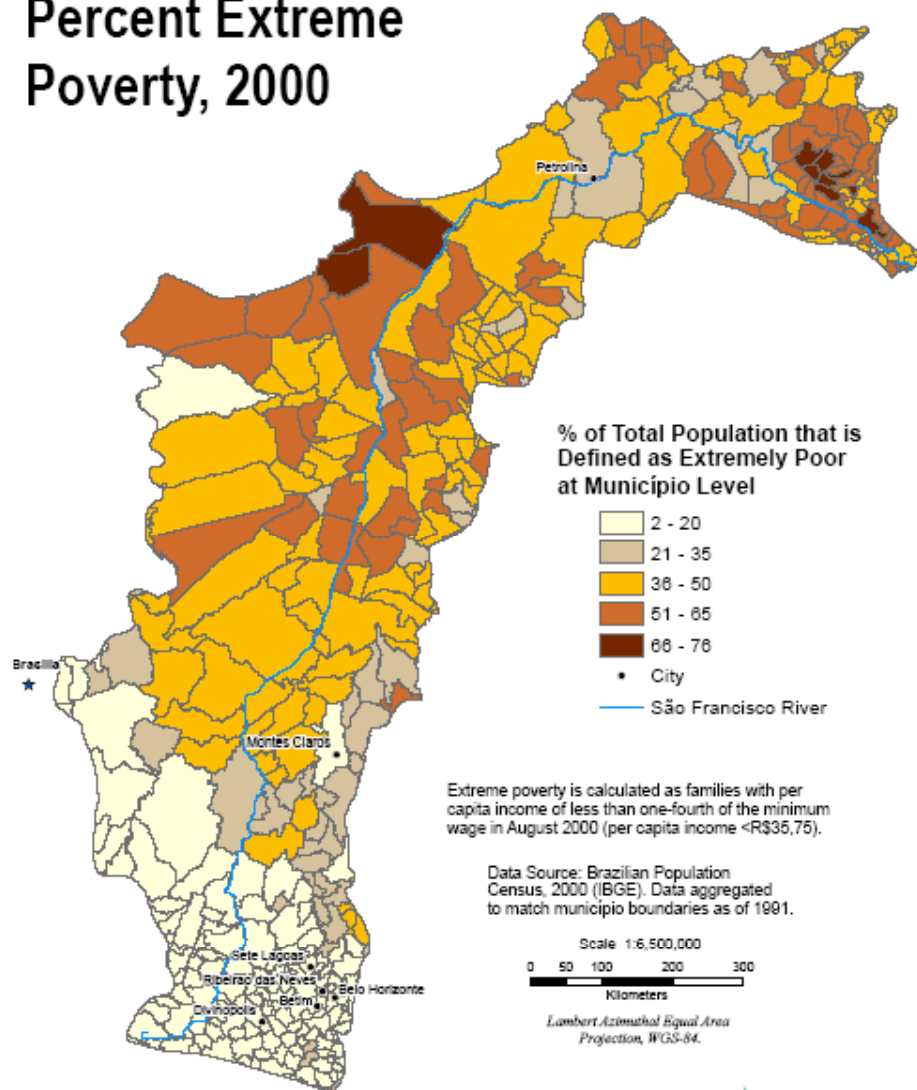 Percent Extreme
Poverty, 2000
Petrolina
% of Total Population that is
Defined as Extremely Poor
at Município Level
2 - 20
21 - 35
36 - 50
51 - 65
66 - 76
City
São Francisco River
Brasília
Montes Claros
Extreme poverty is calculated as families with per
capita income of less than one-fourth of the minimum
wage in August 2000 (per capita income <R$35,75).
Data Source: Brazilian Population
Census, 2000 (IBGE). Data aggregated
to match município boundaries as of 1991.
Scale 1:6,500,000
0 50 100 200 300
Kilometers
Lambert Azimuthal Equal Area
Projection, WGS-84.
Sete Lagoas
Ribeirão das Neves
Belo Horizonte
Betim
Divinopolis